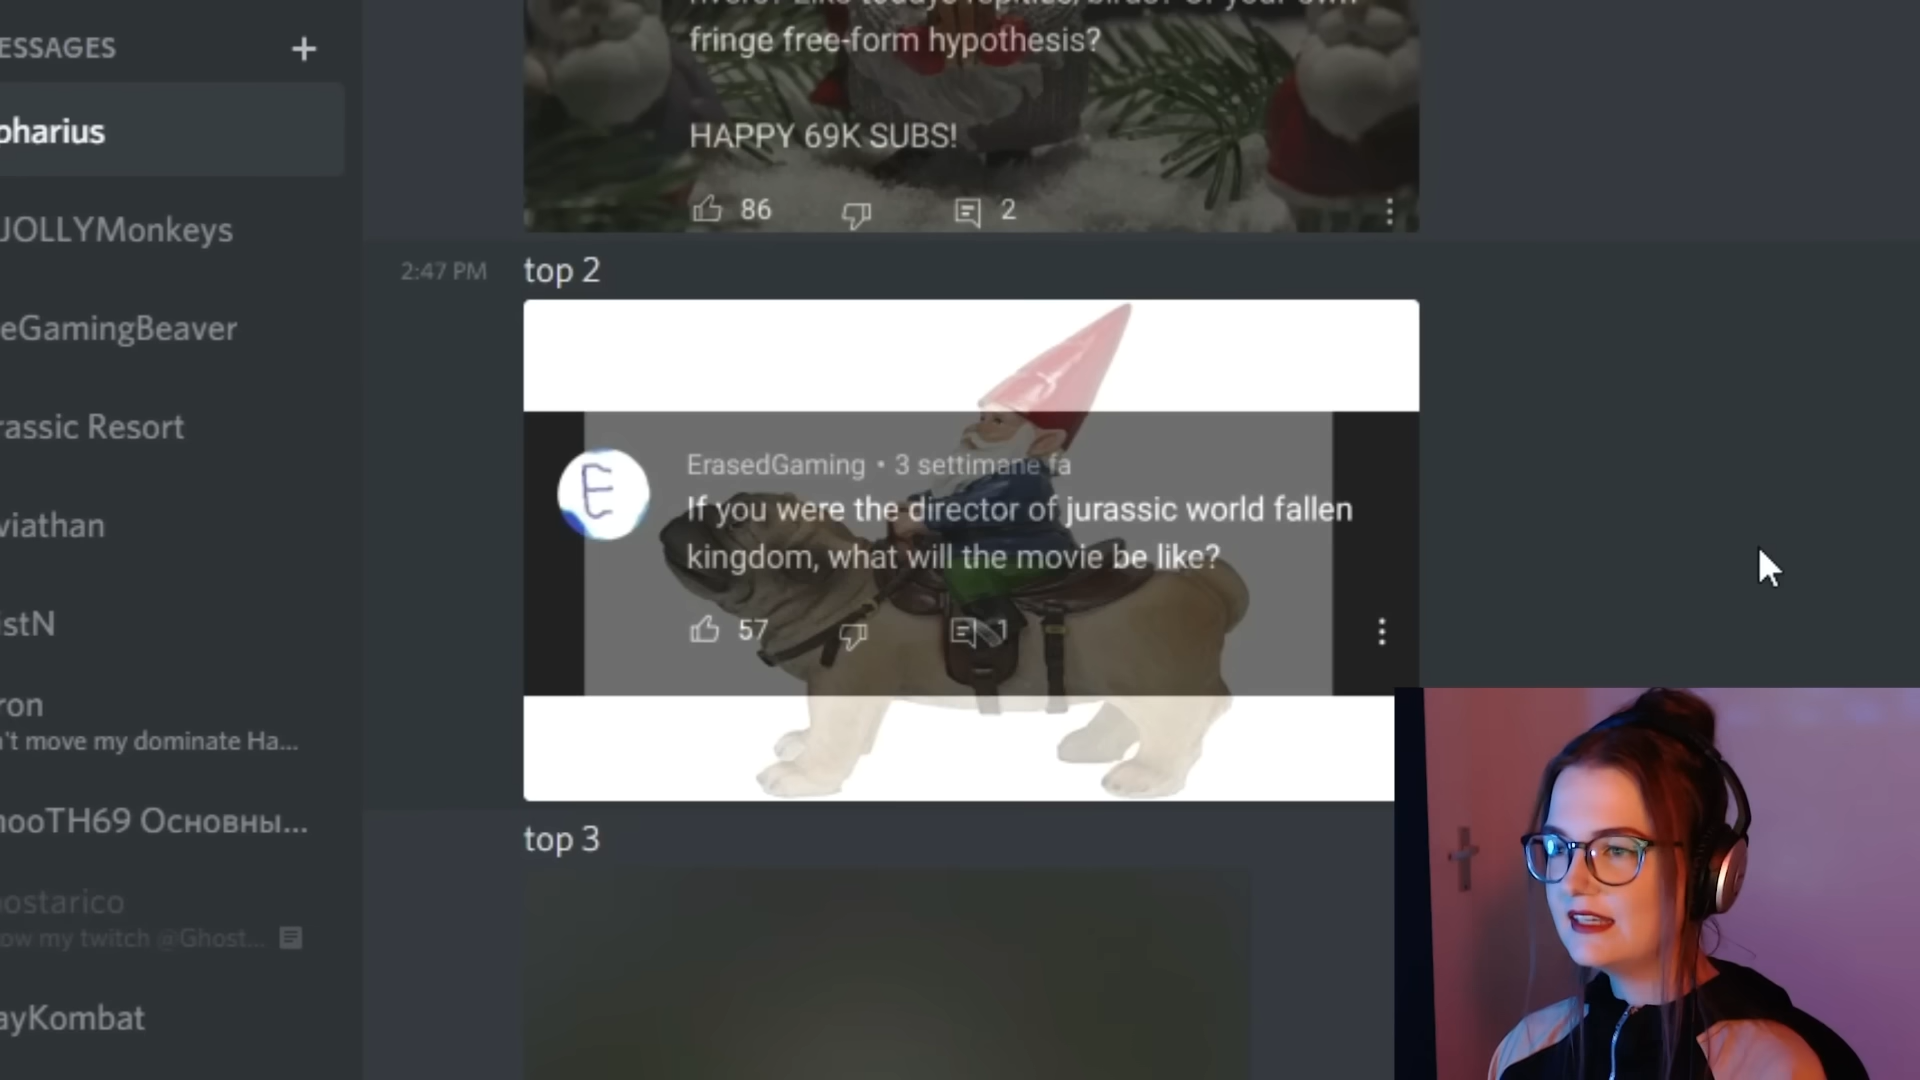 ESSAGES +
pharius
JOLLYMonkeys
eGamingBeaver
rassic Resort
viathan
istN
ron
't move my dominate Ha...
nooTH69 Основны...
ostarico
ow my twitch @Ghost...
ayKombat
fringe free-form hypothesis?
HAPPY 69K SUBS!
86 2
2:47 PM top 2
E
ErasedGaming • 3 settimane fa
If you were the director of jurassic world fallen
kingdom, what will the movie be like?
57 1
top 3